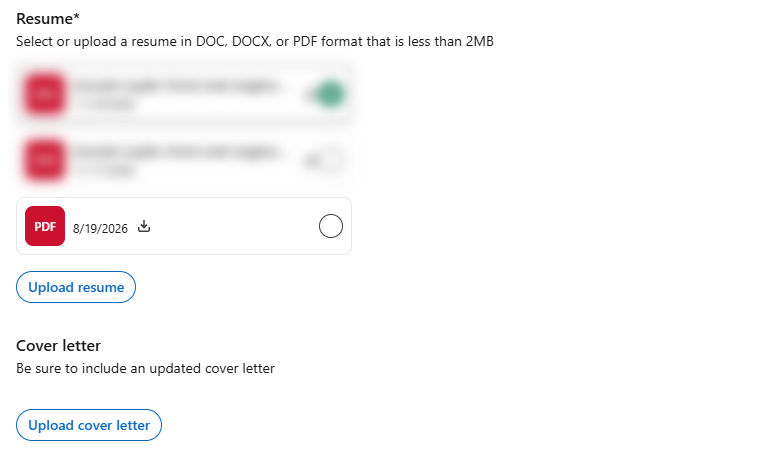 Resume*
Select or upload a resume in DOC, DOCX, or PDF format that is less than 2MB
PDF
8/19/2026
Upload resume
Cover letter
Be sure to include an updated cover letter
Upload cover letter